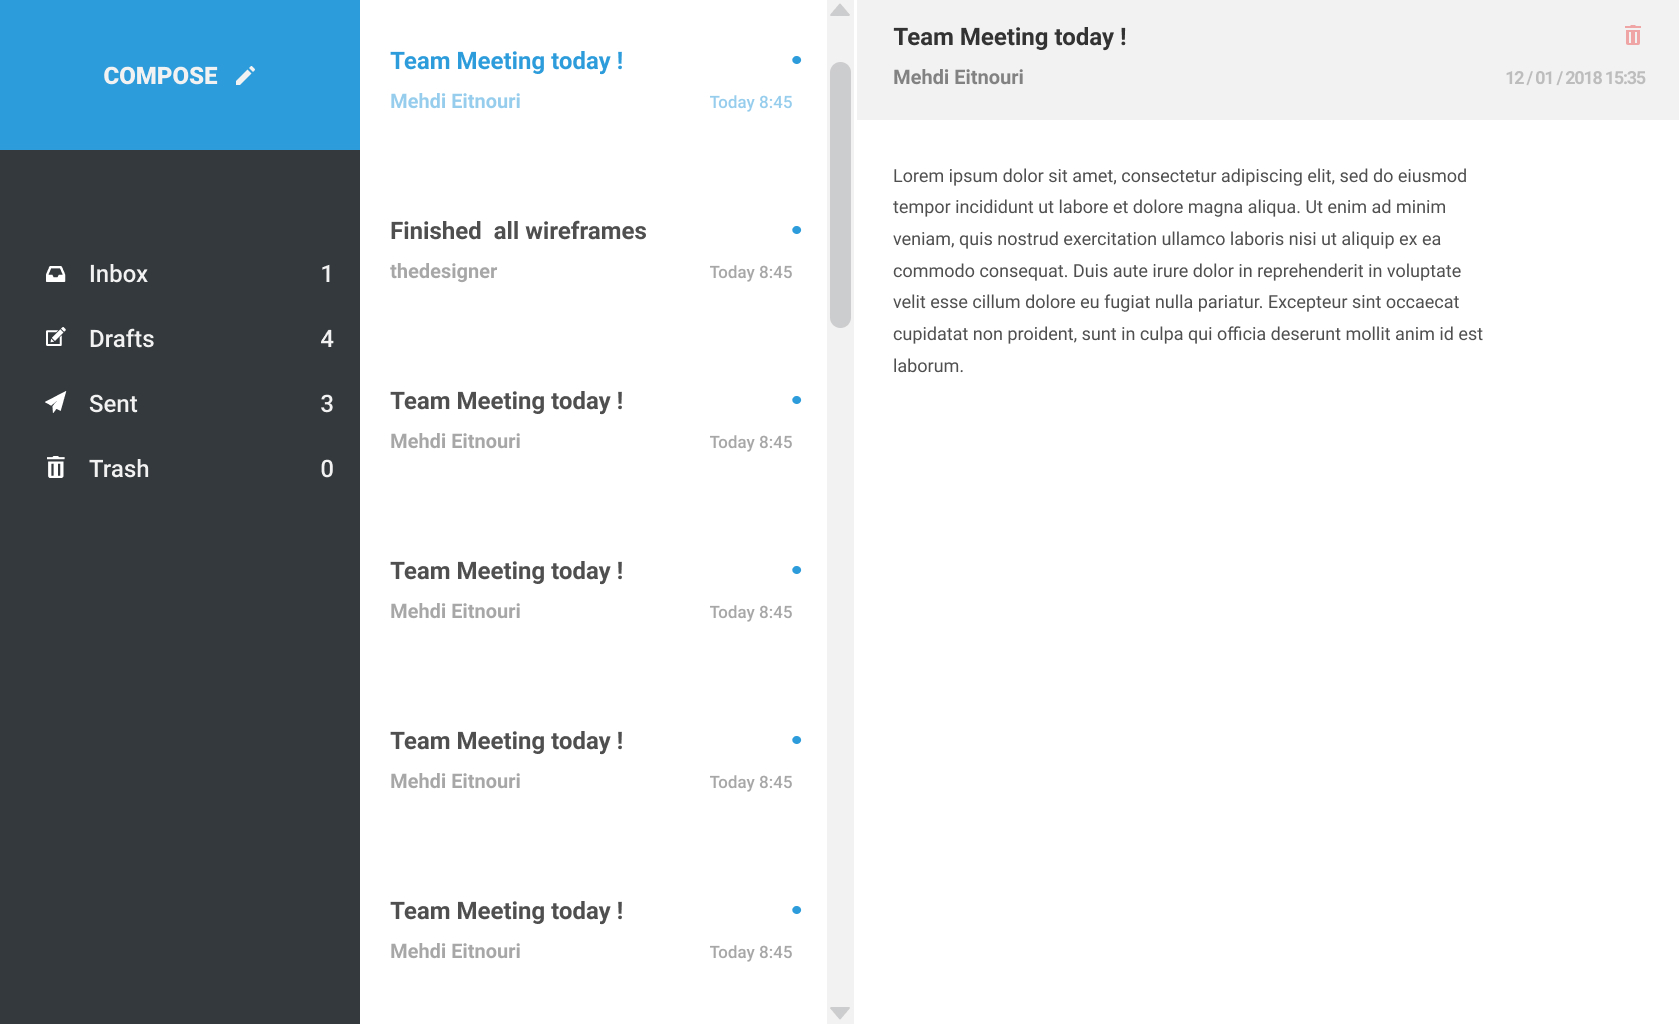 COMPOSE
Inbox 1
Drafts 4
Sent 3
Trash 0
Team Meeting today !
Mehdi Eitnouri Today 8:45
Finished  all wireframes
thedesigner Today 8:45
Team Meeting today !
Mehdi Eitnouri Today 8:45
Team Meeting today !
Mehdi Eitnouri Today 8:45
Team Meeting today !
Mehdi Eitnouri Today 8:45
Team Meeting today !
Mehdi Eitnouri Today 8:45
Team Meeting today !
Mehdi Eitnouri 12 / 01 / 2018 15:35
Lorem ipsum dolor sit amet, consectetur adipiscing elit, sed do eiusmod
tempor incididunt ut labore et dolore magna aliqua. Ut enim ad minim
veniam, quis nostrud exercitation ullamco laboris nisi ut aliquip ex ea
commodo consequat. Duis aute irure dolor in reprehenderit in voluptate
velit esse cillum dolore eu fugiat nulla pariatur. Excepteur sint occaecat
cupidatat non proident, sunt in culpa qui officia deserunt mollit anim id est
laborum.